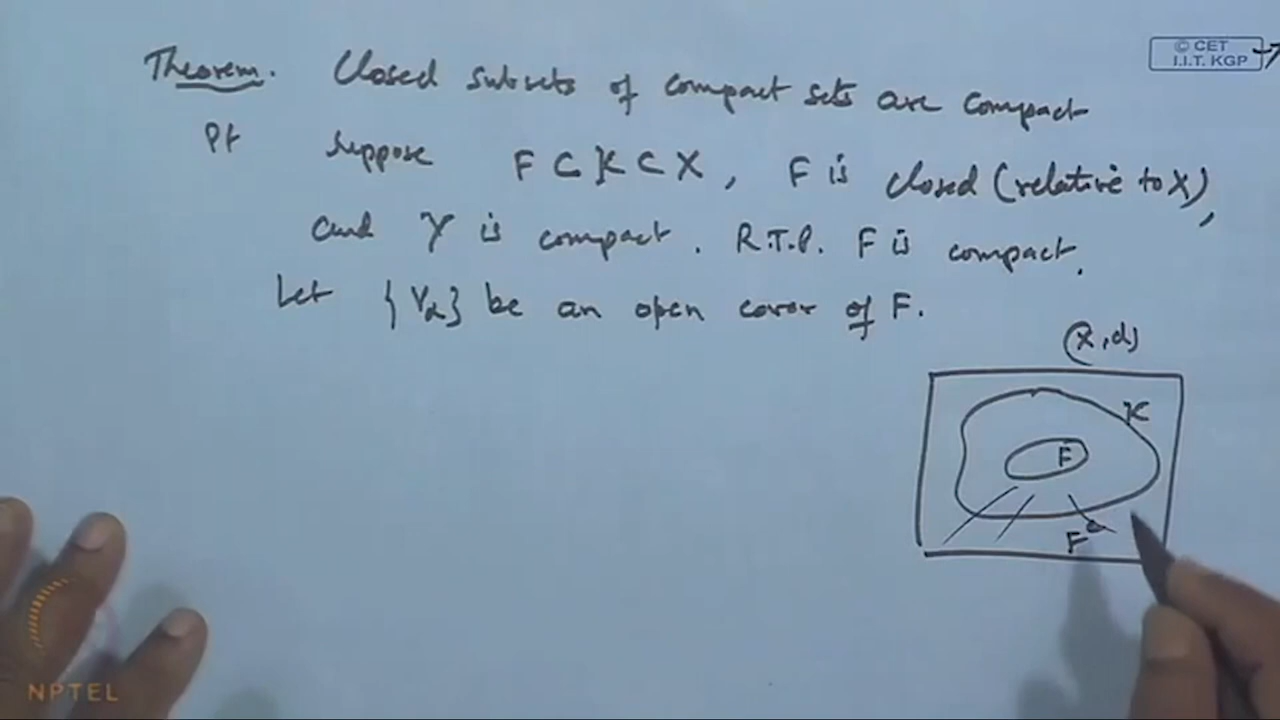 © CET
I.I.T. KGP
Theorem. Closed subsets of compact sets are compact
Pf Suppose F ⊂ K ⊂ X, F is closed (relative to X),
and Y is compact. R.T.P. F is compact.
Let {Vα} be an open cover of F.
(X, d)
K
F
Fᶜ
NPTEL